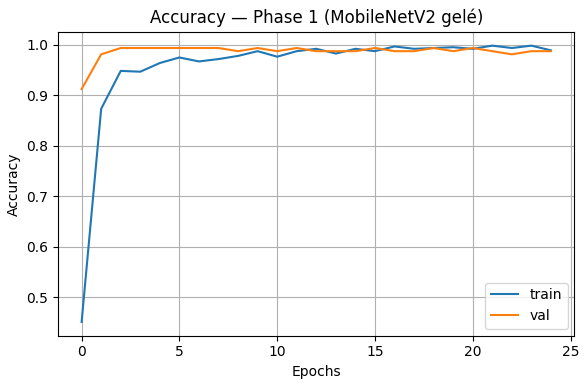 Accuracy — Phase 1 (MobileNetV2 gelé)
Accuracy
1.0
0.9
0.8
0.7
0.6
0.5
train
val
0 5 10 15 20 25
Epochs